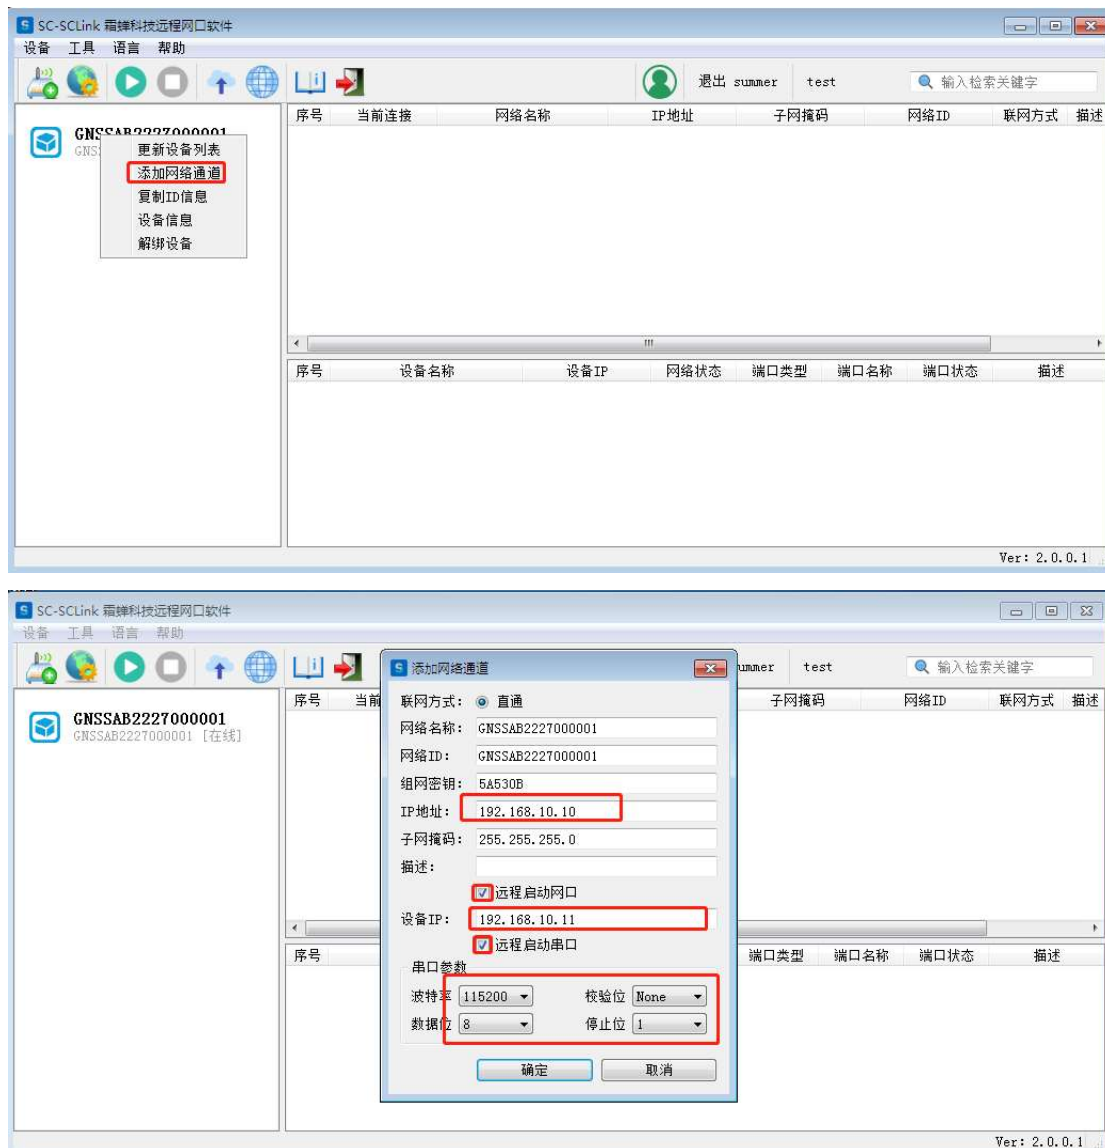 SC-SCLink 霜蝉科技远程网口软件
设备 工具 语言 帮助
退出 summer test 输入检索关键字
序号 当前连接 网络名称 IP地址 子网掩码 网络ID 联网方式 描述
GNSSAB2227000001
GNS
更新设备列表
添加网络通道
复制ID信息
设备信息
解绑设备
序号 设备名称 设备IP 网络状态 端口类型 端口名称 端口状态 描述
Ver: 2.0.0.1
SC-SCLink 霜蝉科技远程网口软件
设备 工具 语言 帮助
添加网络通道
ummer test 输入检索关键字
序号 当前 子网掩码 网络ID 联网方式 描述
GNSSAB2227000001
GNSSAB2227000001 [在线]
联网方式: 直通
网络名称: GNSSAB2227000001
网络ID: GNSSAB2227000001
组网密钥: 5A530B
IP地址: 192.168.10.10
子网掩码: 255.255.255.0
描述:
远程启动网口
设备IP: 192.168.10.11
远程启动串口
序号 端口类型 端口名称 端口状态 描述
串口参数
波特率 115200 校验位 None
数据位 8 停止位 1
确定 取消
Ver: 2.0.0.1